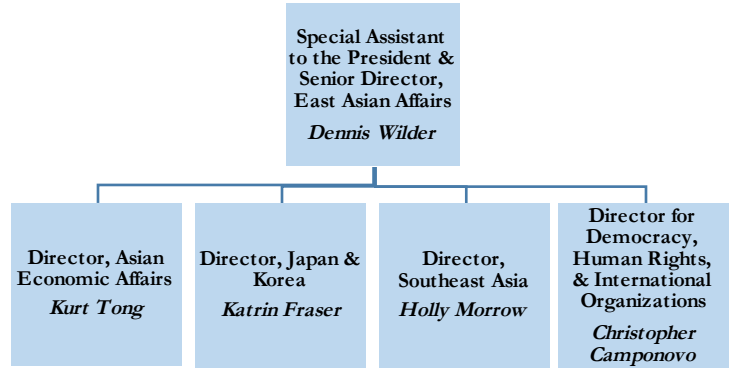 Special Assistant
to the President &
Senior Director,
East Asian Affairs
Dennis Wilder
Director, Asian
Economic Affairs
Kurt Tong
Director, Japan &
Korea
Katrin Fraser
Director,
Southeast Asia
Holly Morrow
Director for
Democracy,
Human Rights,
& International
Organizations
Christopher
Camponovo